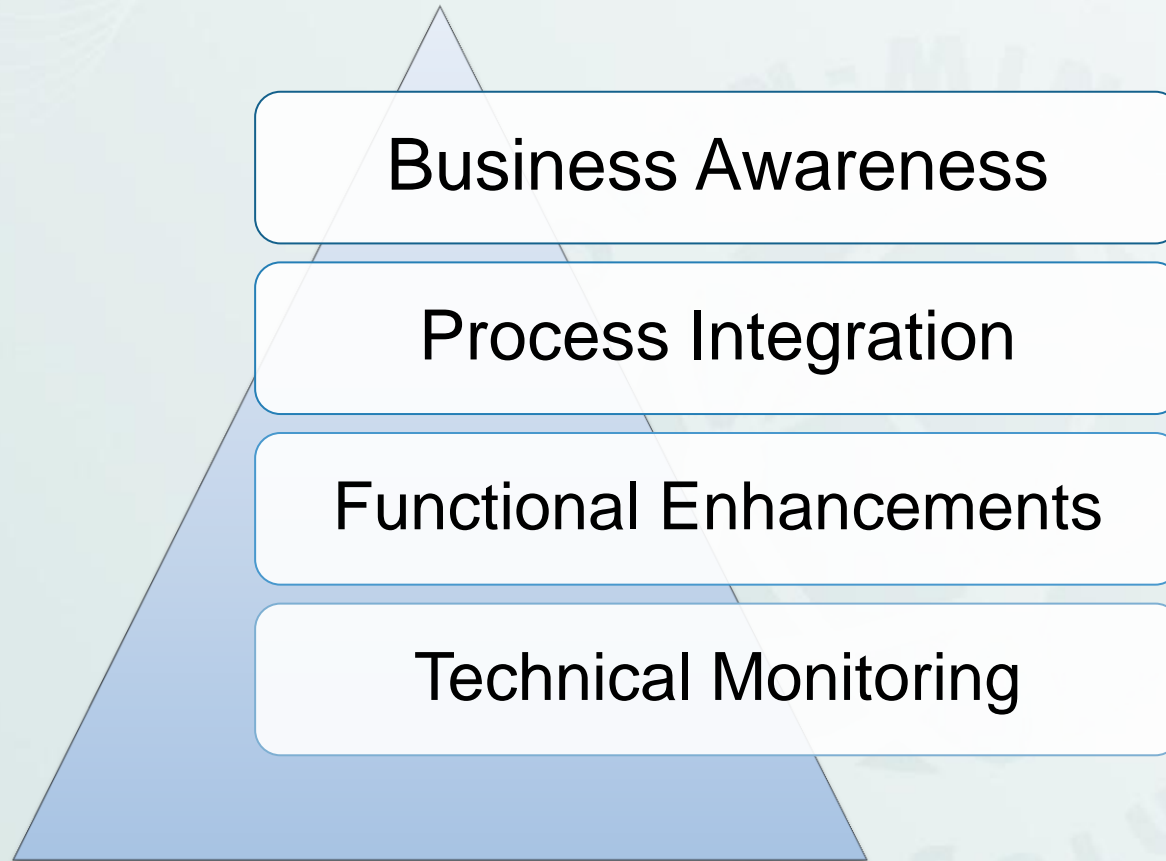 Business Awareness
Process Integration
Functional Enhancements
Technical Monitoring